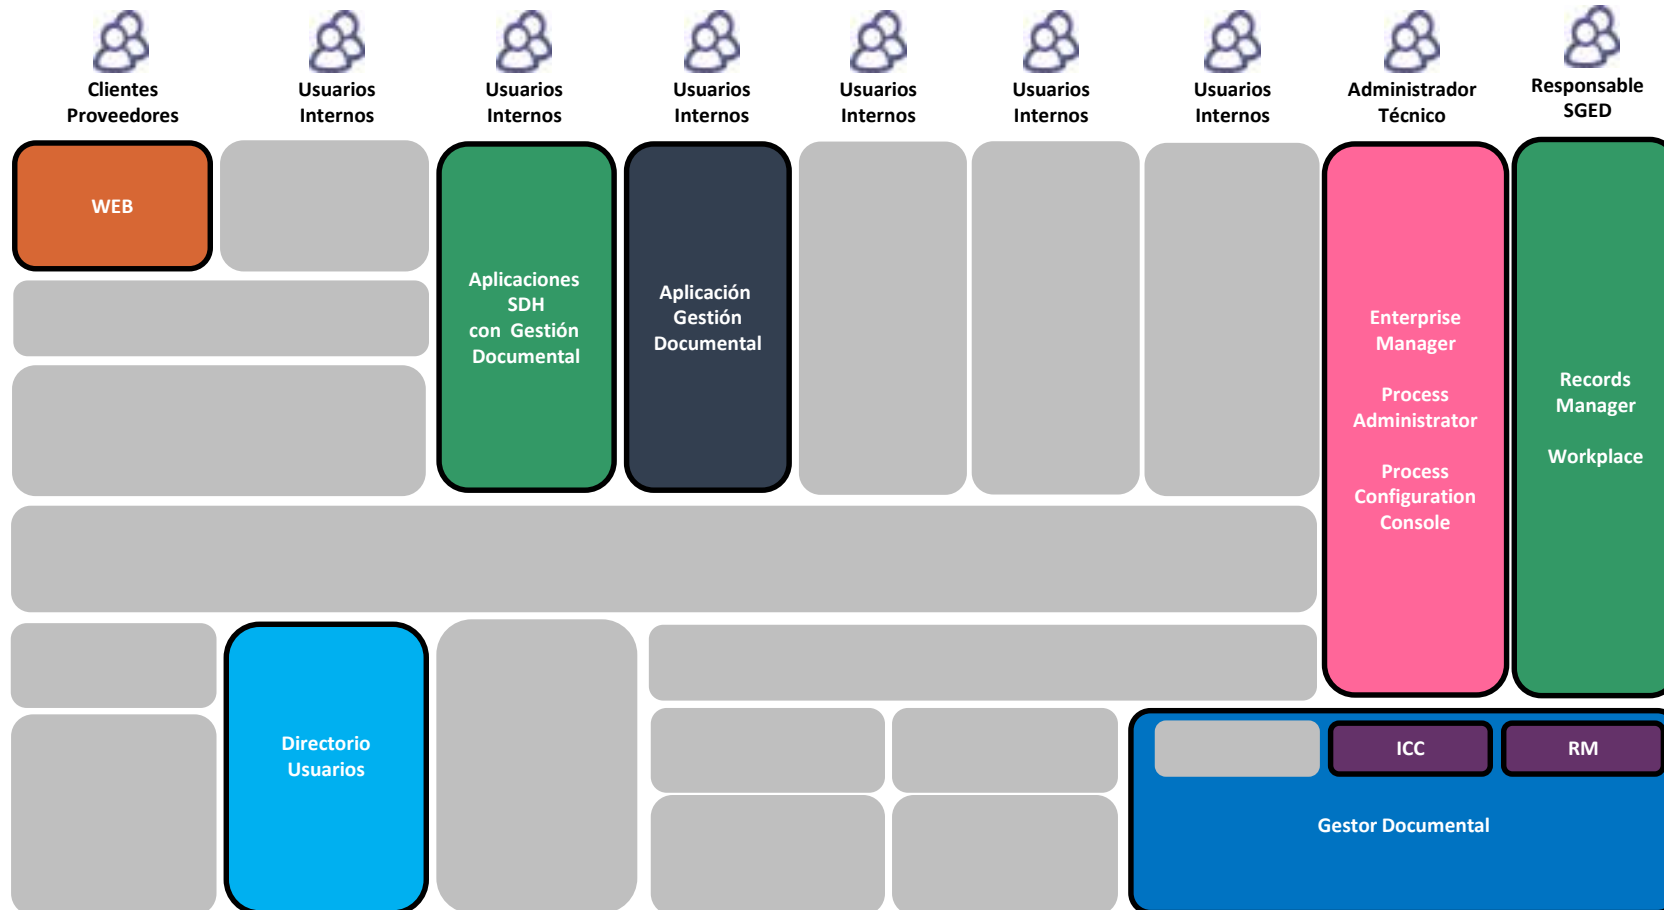 Clientes
Proveedores
Usuarios
Internos
Usuarios
Internos
Usuarios
Internos
Usuarios
Internos
Usuarios
Internos
Usuarios
Internos
Administrador
Técnico
Responsable
SGED
WEB
Aplicaciones
SDH
con Gestión
Documental
Aplicación
Gestión
Documental
Enterprise
Manager
Process
Administrator
Process
Configuration
Console
Records
Manager
Workplace
Directorio
Usuarios
ICC
RM
Gestor Documental